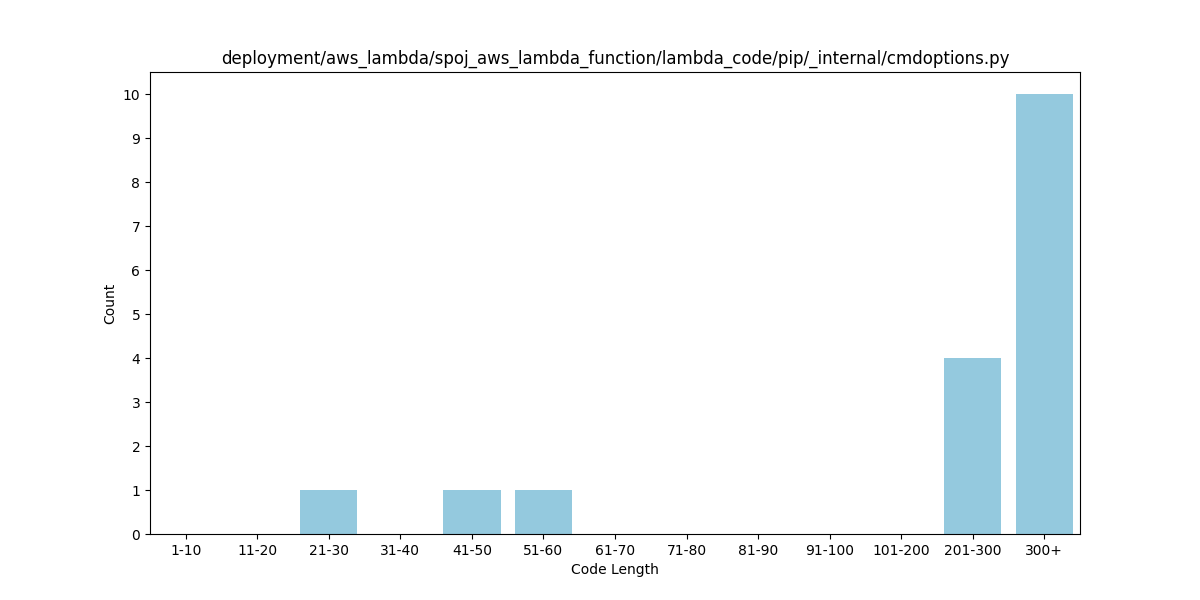 deployment/aws_lambda/spoj_aws_lambda_function/lambda_code/pip/_internal/cmdoptions.py
10
9
8
7
6
5
4
3
2
1
0
Count
1-10 11-20 21-30 31-40 41-50 51-60 61-70 71-80 81-90 91-100 101-200 201-300 300+
Code Length